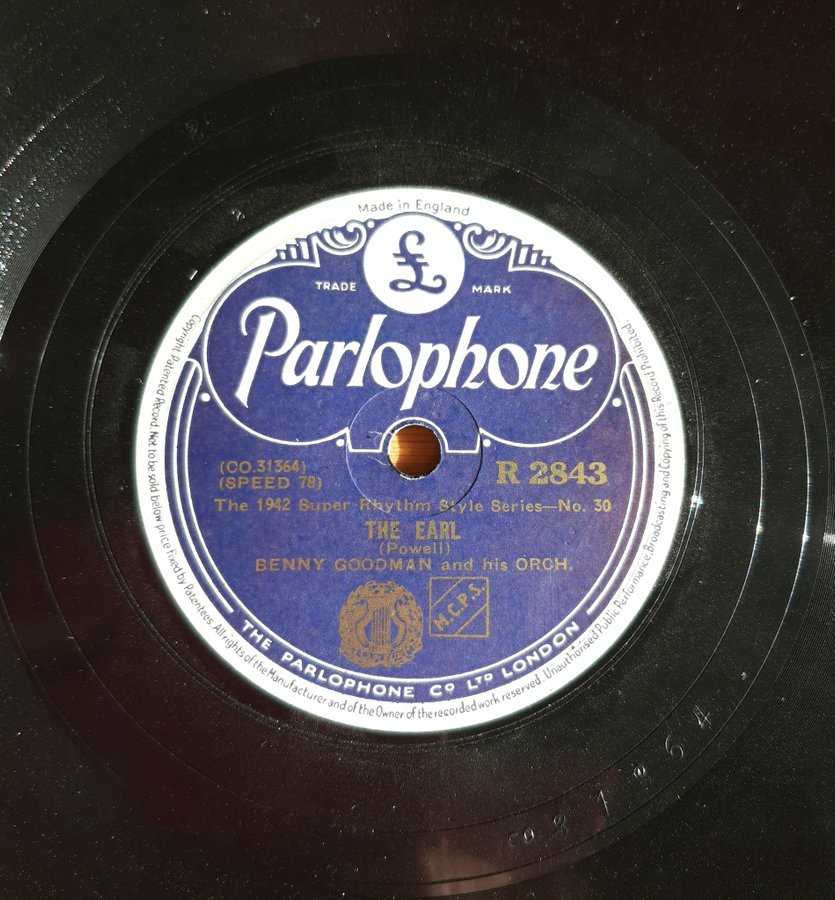 Made in England
£
TRADE MARK
Parlophone
(CO.31364)
(SPEED 78)
R 2843
The 1942 Super Rhythm Style Series—No. 30
THE EARL
(Powell)
BENNY GOODMAN and his ORCH.
M.C.P.S.
THE PARLOPHONE Co LTD LONDON
Copyright Patented Record. Not to be sold below price fixed by Patentees. All rights of the Manufacturer and of the Owner of the recorded work reserved. Unauthorised Public Performance, Broadcasting and Copying of this Record Prohibited.